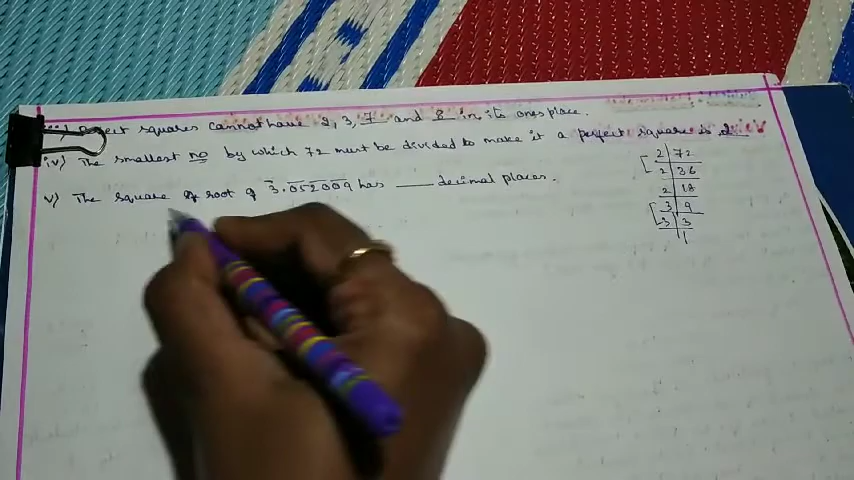 iii) Perfect squares cannot have 2, 3, 7 and 8 in its ones place.
iv) The smallest no by which 72 must be divided to make it a perfect square is 2
v) The square root of 3.052009 has ____ decimal places.
2 | 72
2 | 36
2 | 18
3 | 9
3 | 3
1